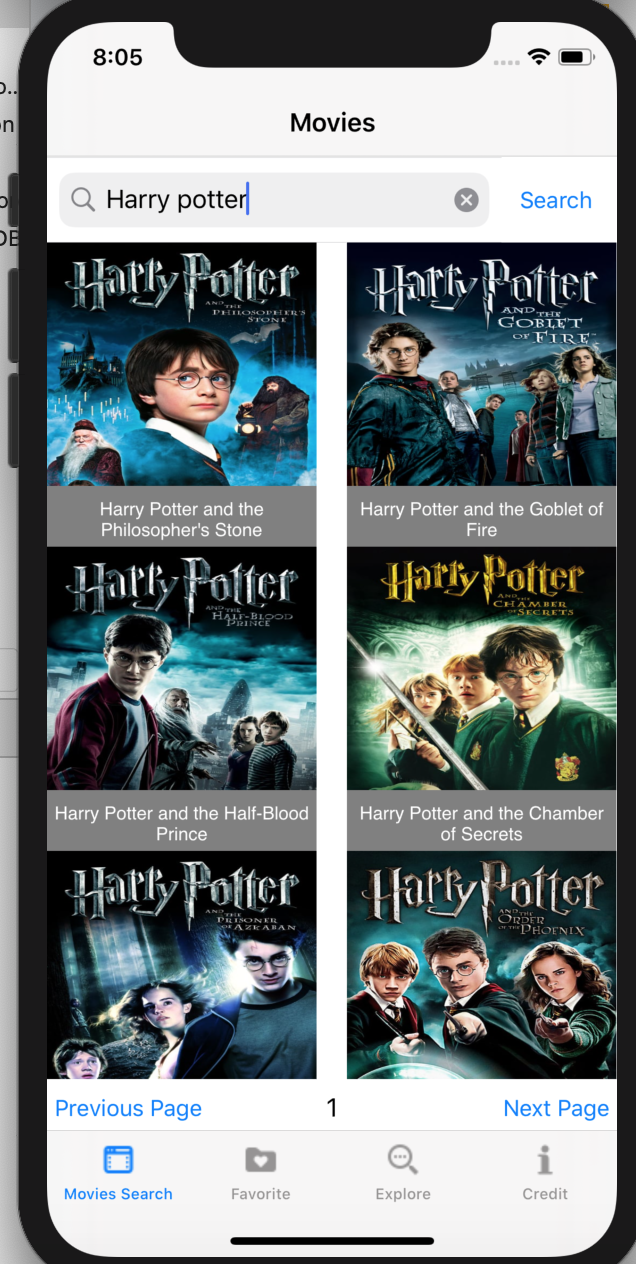 8:05
Movies
Harry potter
Search
Harry Potter
AND THE
PHILOSOPHER'S
STONE
Harry Potter
AND THE
GOBLET
OF FIRE
Harry Potter and the
Philosopher's Stone
Harry Potter and the Goblet of
Fire
Harry Potter
AND THE
HALF-BLOOD
PRINCE
Harry Potter
AND THE
CHAMBER
OF SECRETS
Harry Potter and the Half-Blood
Prince
Harry Potter and the Chamber
of Secrets
Harry Potter
AND THE
PRISONER
OF AZKABAN
Harry Potter
AND THE
ORDER
OF THE PHOENIX
Previous Page
1
Next Page
Movies Search
Favorite
Explore
Credit